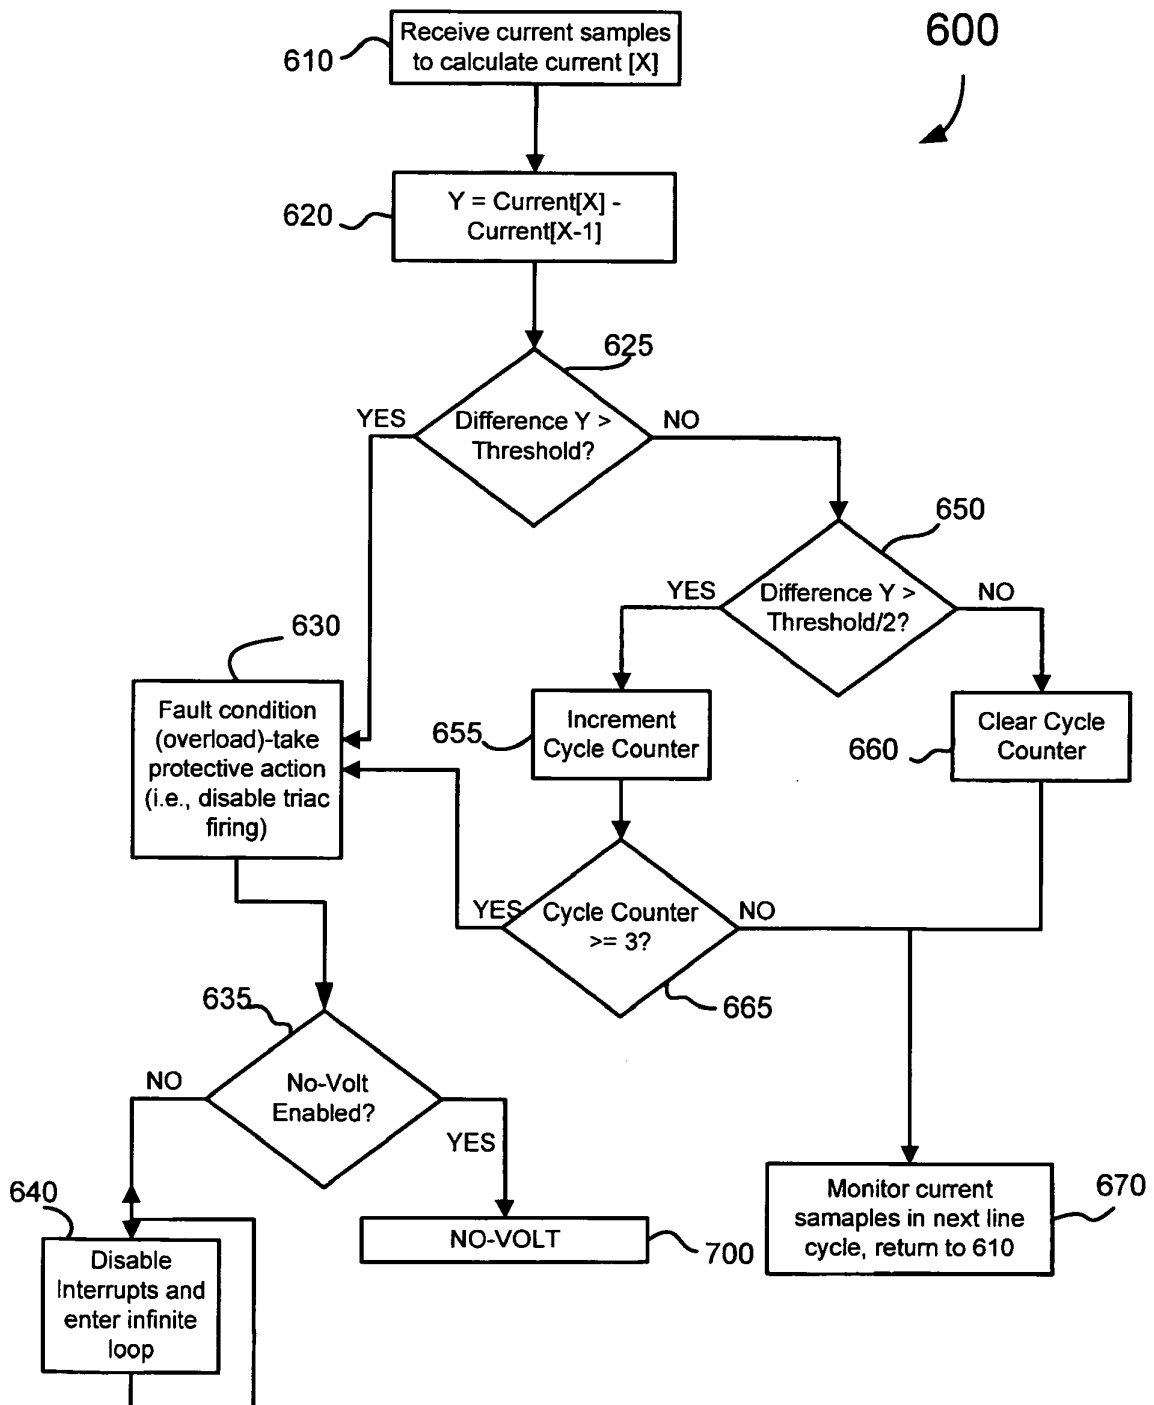 600
Receive current samples
to calculate current [X]
610
Y = Current[X] -
Current[X-1]
620
625
Difference Y >
Threshold?
YES
NO
650
Difference Y >
Threshold/2?
YES
NO
630
Fault condition
(overload)-take
protective action
(i.e., disable triac
firing)
655
Increment
Cycle Counter
660
Clear Cycle
Counter
YES
Cycle Counter
>= 3?
NO
665
635
No-Volt
Enabled?
NO
YES
640
Disable
Interrupts and
enter infinite
loop
NO-VOLT
700
Monitor current
samaples in next line
cycle, return to 610
670